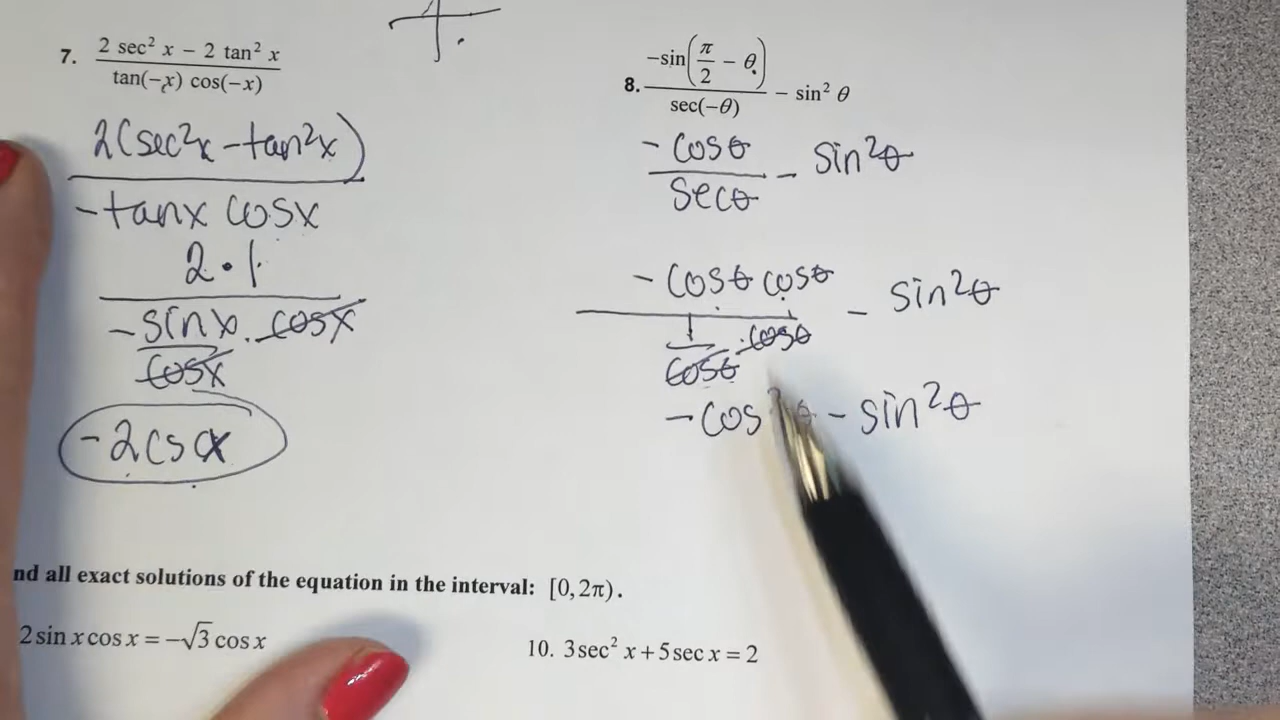 7. 2 sec² x − 2 tan² x
tan(−x) cos(−x)
2(sec²x − tan²x)
−tanx cosx
2 · 1
−sinx · cosx
cosx
−2cscx
8. −sin(π/2 − θ)
sec(−θ)
− sin² θ
−cosθ − sin²θ
secθ
−cosθ cosθ − sin²θ
1 · cosθ
cosθ
−cos θ − sin²θ
nd all exact solutions of the equation in the interval: [0, 2π).
2 sin x cos x = −√3 cos x
10. 3 sec² x + 5 sec x = 2